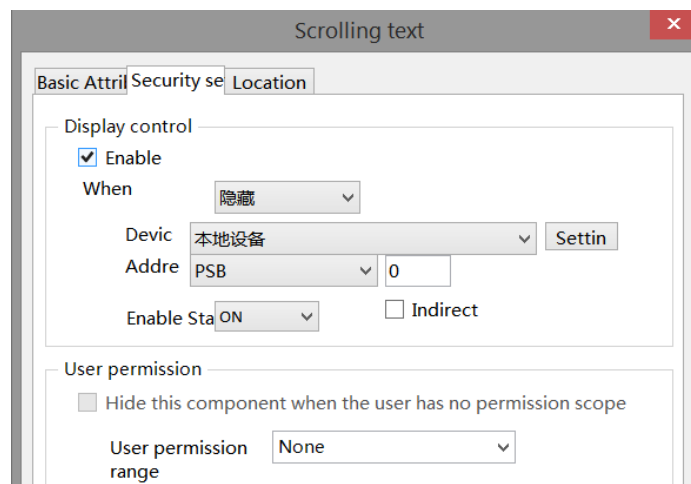 Scrolling text
Basic Attril Security se Location
Display control
Enable
When 隐藏
Devic 本地设备 Settin
Addre PSB 0
Enable Sta ON Indirect
User permission
Hide this component when the user has no permission scope
User permission None
range